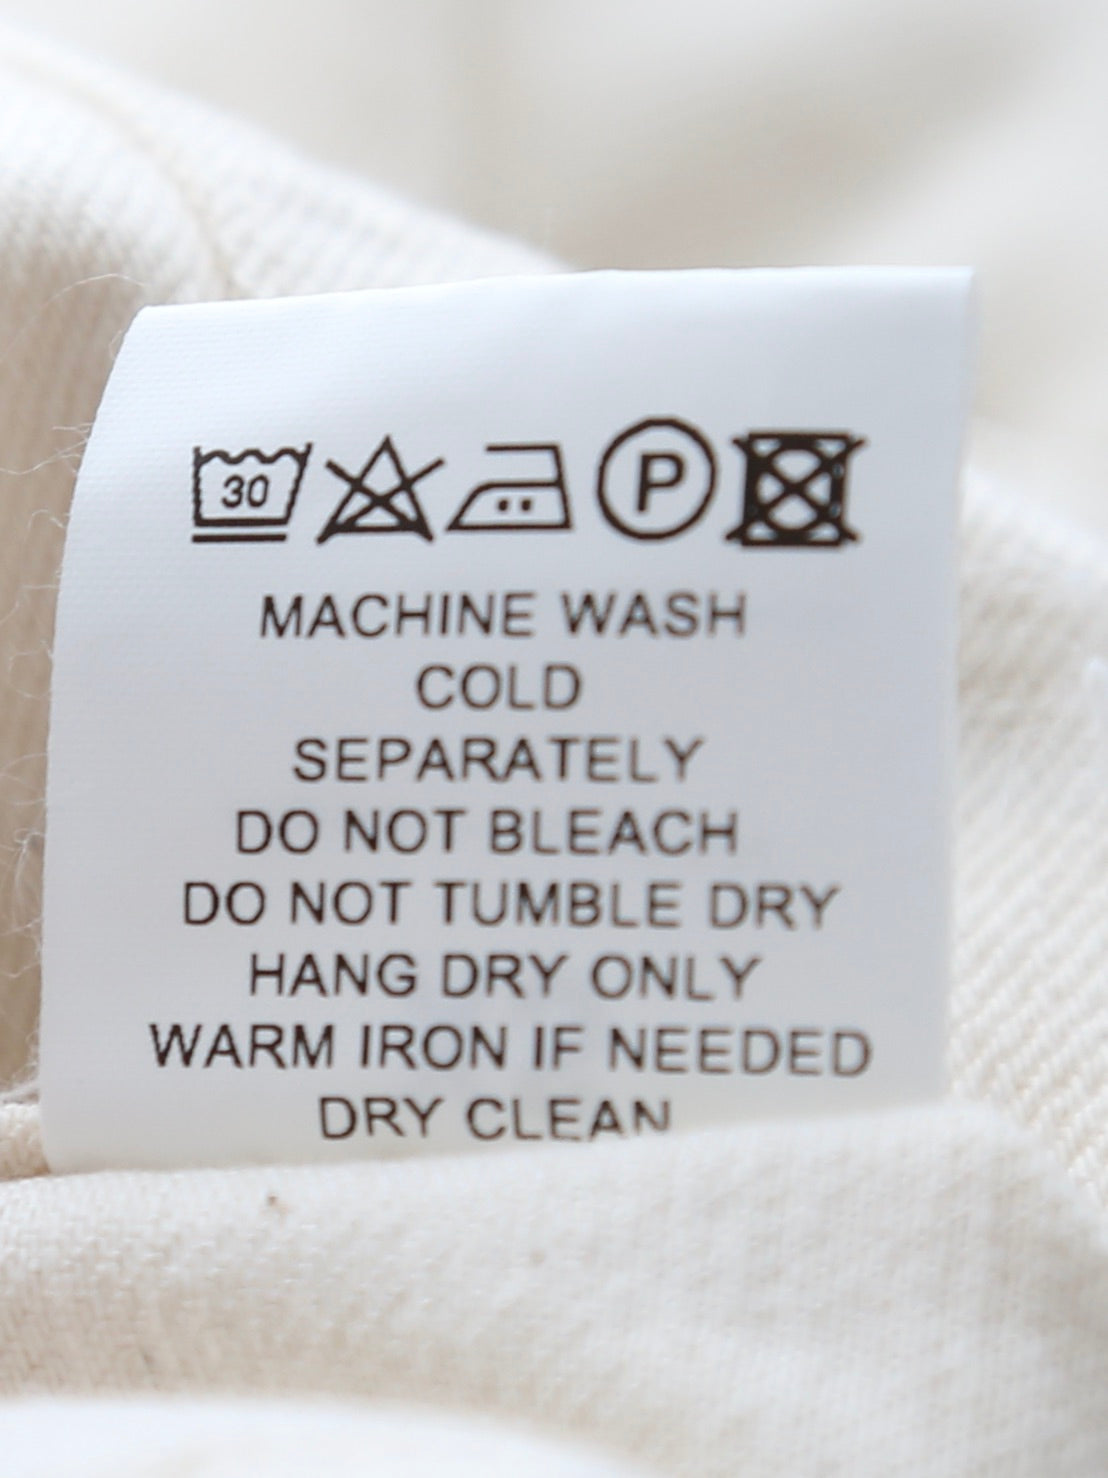 30 P
MACHINE WASH
COLD
SEPARATELY
DO NOT BLEACH
DO NOT TUMBLE DRY
HANG DRY ONLY
WARM IRON IF NEEDED
DRY CLEAN